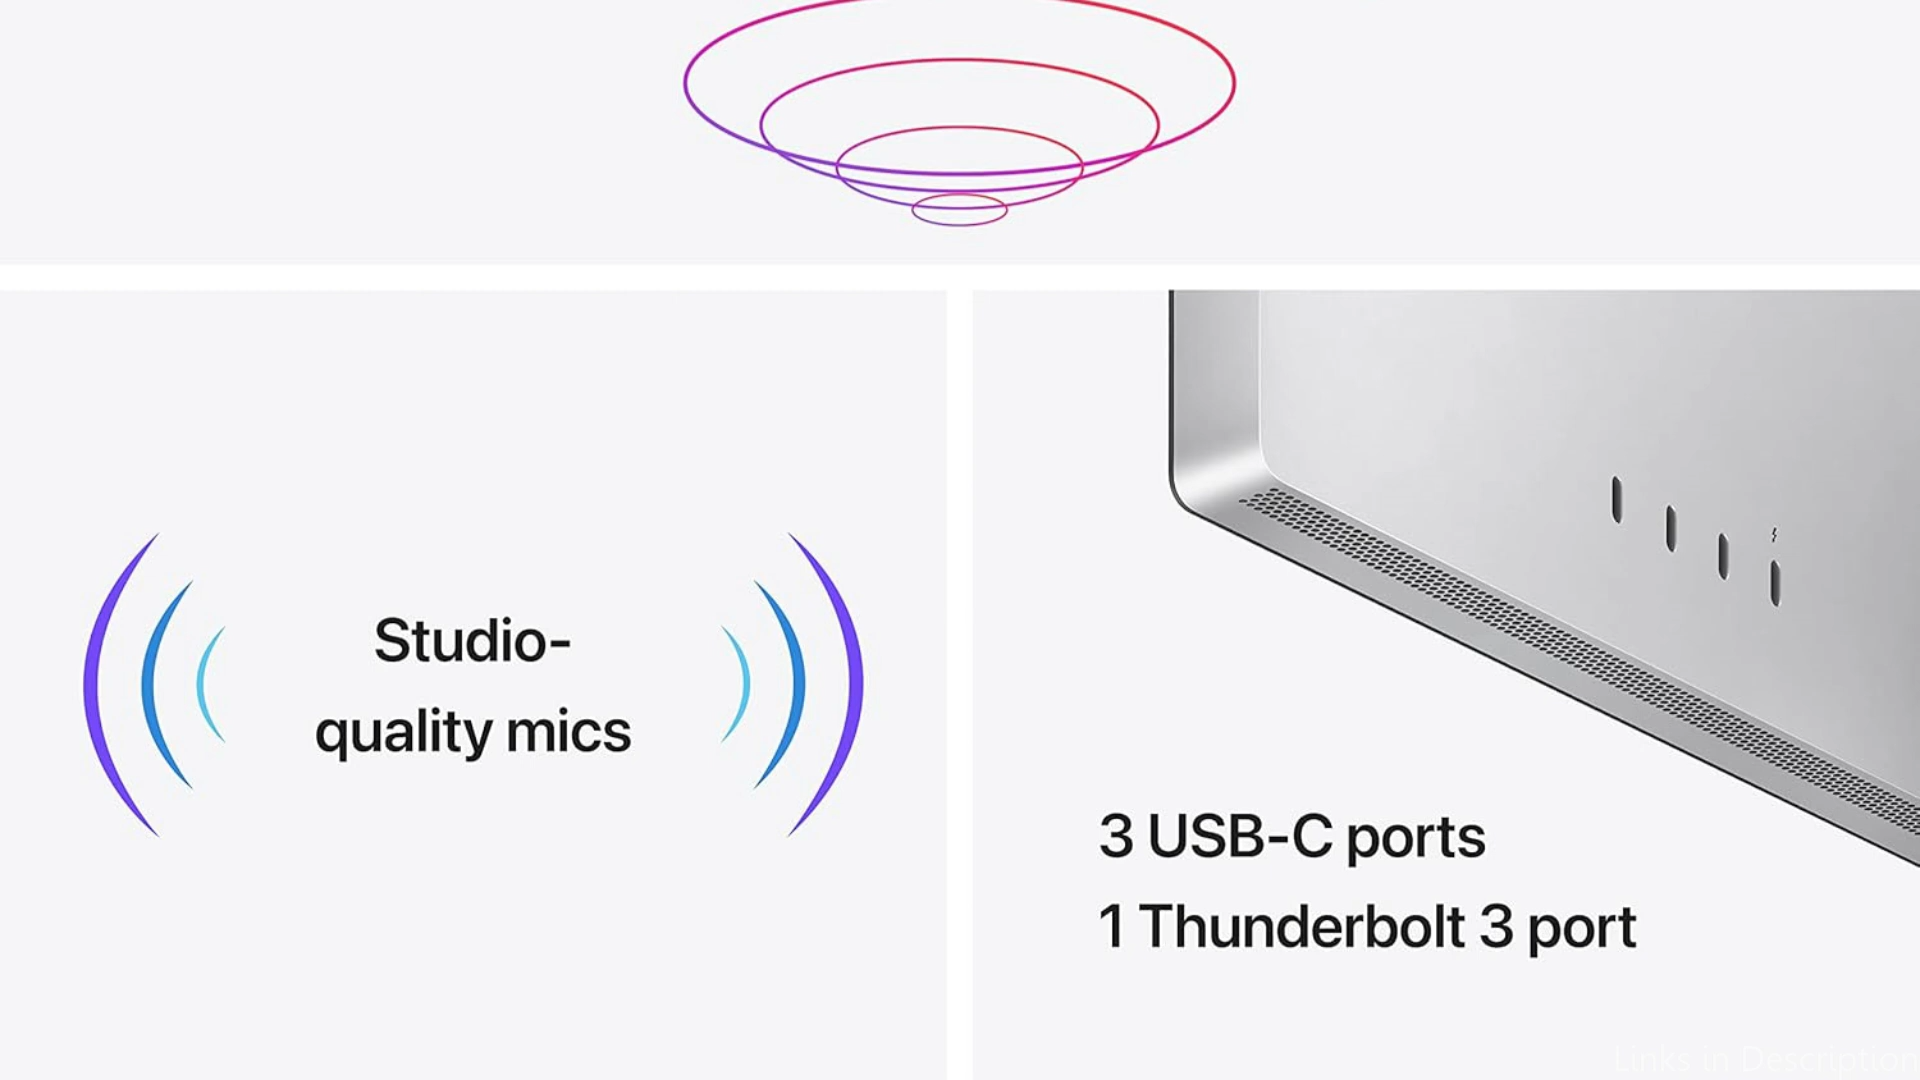 Studio-
quality mics
3 USB-C ports
1 Thunderbolt 3 port
Links in Description